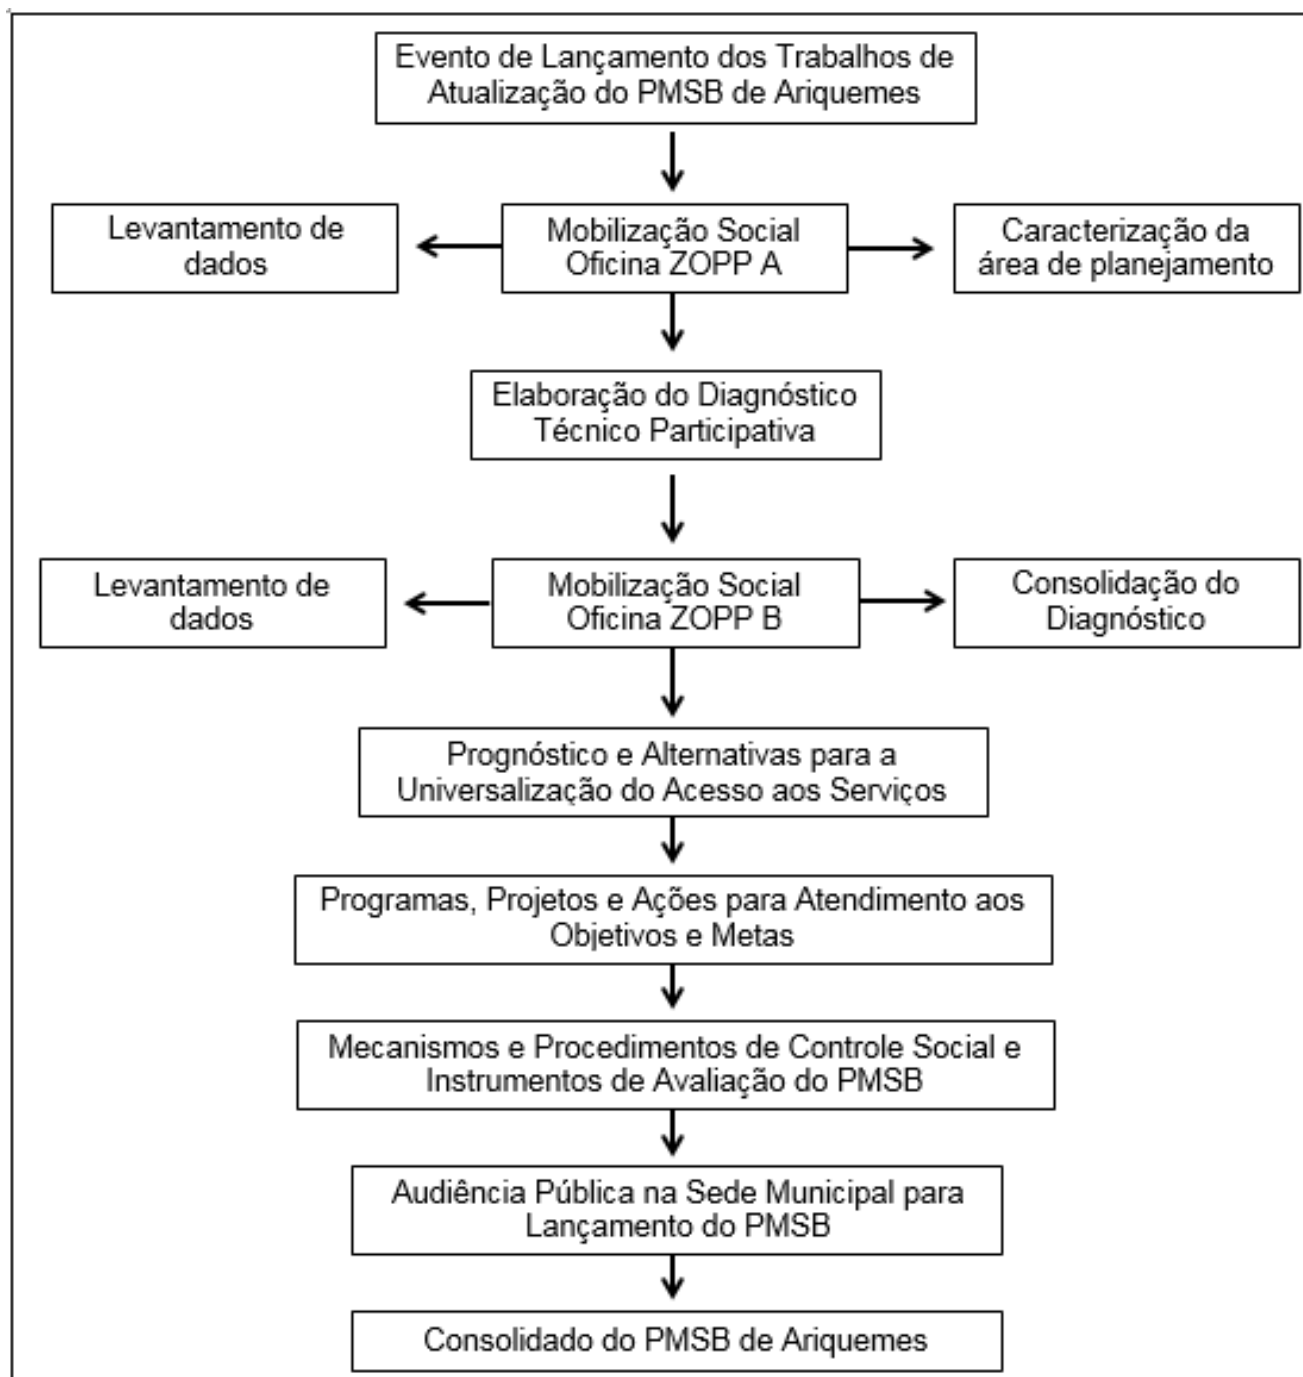 Evento de Lançamento dos Trabalhos de
Atualização do PMSB de Ariquemes
Levantamento de
dados
Mobilização Social
Oficina ZOPP A
Caracterização da
área de planejamento
Elaboração do Diagnóstico
Técnico Participativa
Levantamento de
dados
Mobilização Social
Oficina ZOPP B
Consolidação do
Diagnóstico
Prognóstico e Alternativas para a
Universalização do Acesso aos Serviços
Programas, Projetos e Ações para Atendimento aos
Objetivos e Metas
Mecanismos e Procedimentos de Controle Social e
Instrumentos de Avaliação do PMSB
Audiência Pública na Sede Municipal para
Lançamento do PMSB
Consolidado do PMSB de Ariquemes